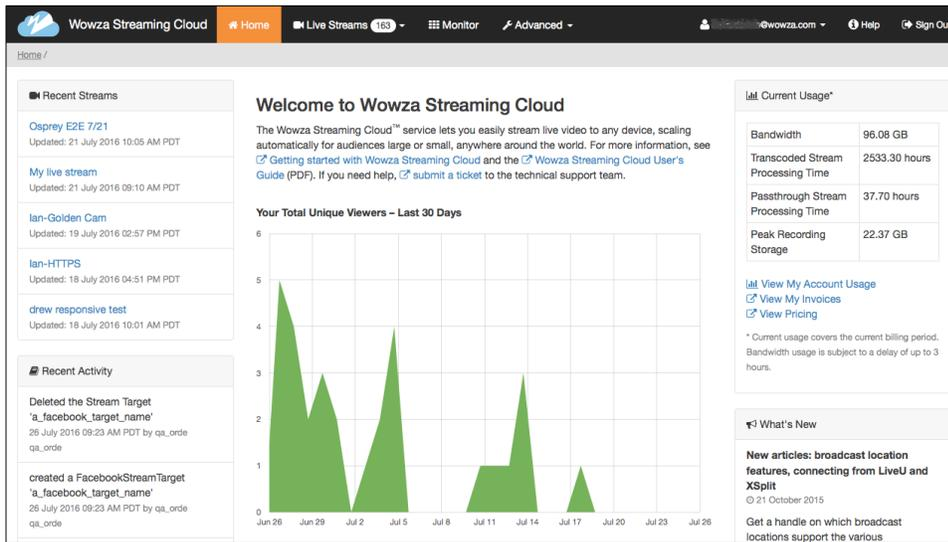 Wowza Streaming Cloud
Home
Live Streams 163
Monitor
Advanced
@wowza.com
Help
Sign Ou
Home /
Recent Streams
Osprey E2E 7/21
Updated: 21 July 2016 10:05 AM PDT
My live stream
Updated: 21 July 2016 09:10 AM PDT
Ian-Golden Cam
Updated: 19 July 2016 02:57 PM PDT
Ian-HTTPS
Updated: 18 July 2016 04:51 PM PDT
drew responsive test
Updated: 18 July 2016 10:01 AM PDT
Recent Activity
Deleted the Stream Target
'a_facebook_target_name'
26 July 2016 09:23 AM PDT by qa_orde
qa_orde
created a FacebookStreamTarget
'a_facebook_target_name'
26 July 2016 09:23 AM PDT by qa_orde
qa_orde
Welcome to Wowza Streaming Cloud
The Wowza Streaming Cloud™ service lets you easily stream live video to any device, scaling
automatically for audiences large or small, anywhere around the world. For more information, see
Getting started with Wowza Streaming Cloud and the Wowza Streaming Cloud User's
Guide (PDF). If you need help, submit a ticket to the technical support team.
Your Total Unique Viewers – Last 30 Days
6
5
4
3
2
1
0
Jun 26 Jun 29 Jul 2 Jul 5 Jul 8 Jul 11 Jul 14 Jul 17 Jul 20 Jul 23 Jul 26
Current Usage*
Bandwidth 96.08 GB
Transcoded Stream 2533.30 hours
Processing Time
Passthrough Stream 37.70 hours
Processing Time
Peak Recording 22.37 GB
Storage
View My Account Usage
View My Invoices
View Pricing
* Current usage covers the current billing period.
Bandwidth usage is subject to a delay of up to 3
hours.
What's New
New articles: broadcast location
features, connecting from LiveU and
XSplit
21 October 2015
Get a handle on which broadcast
locations support the various